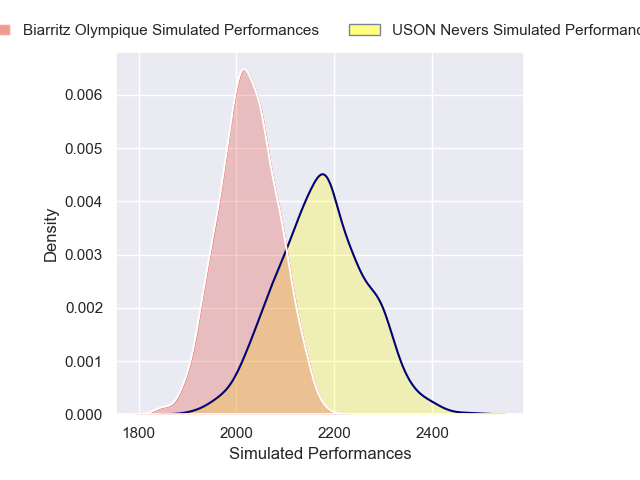 Biarritz Olympique Simulated Performances
USON Nevers Simulated
0.006
0.005
0.004
0.003
0.002
0.001
0.000
Density
1800 2000 2200 2400
Simulated Performances